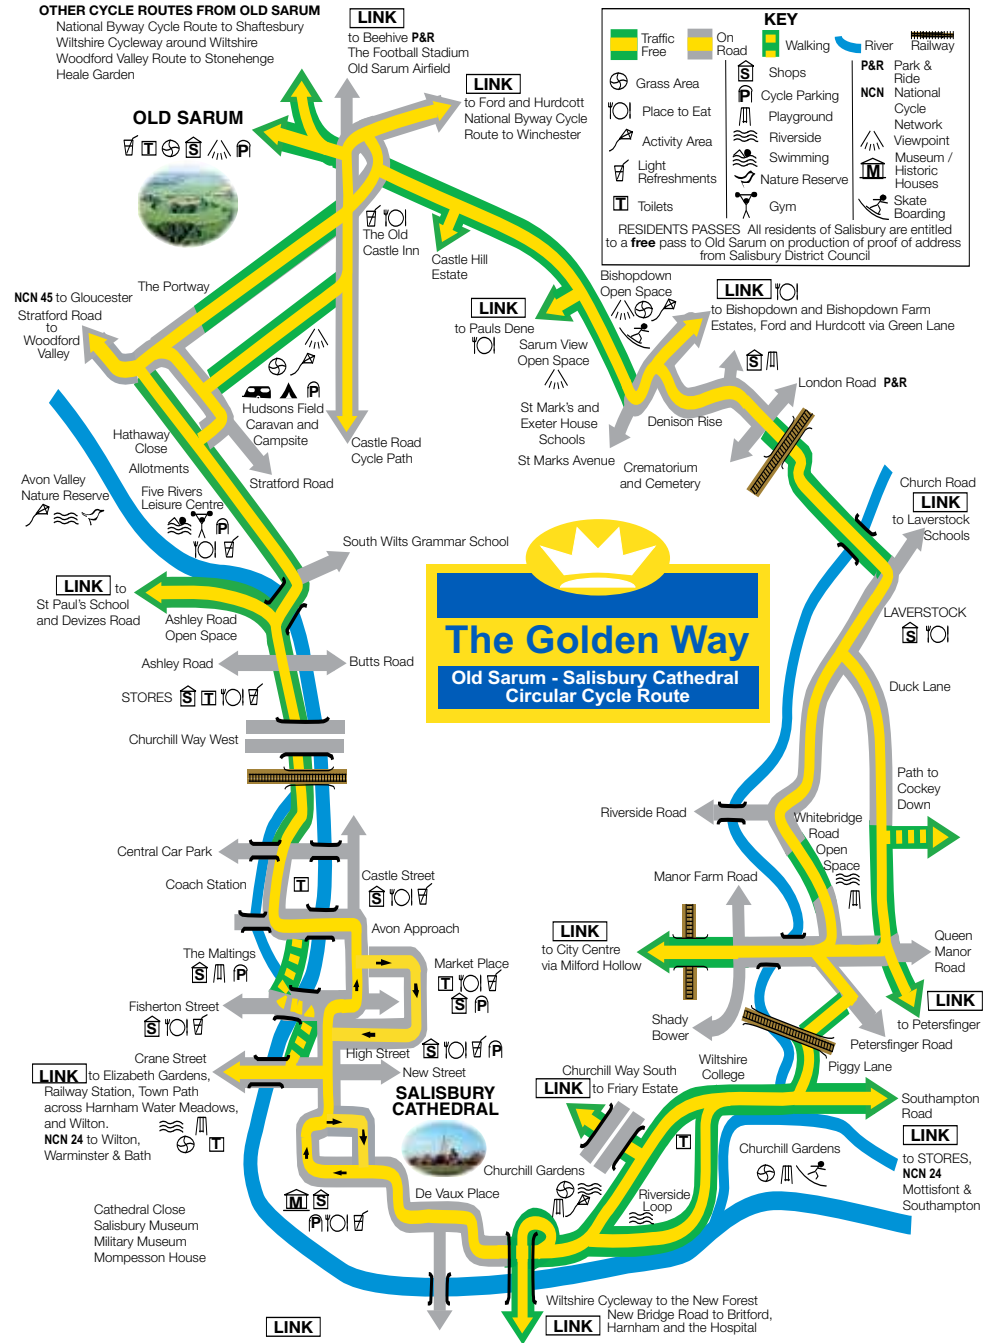 OTHER CYCLE ROUTES FROM OLD SARUM
National Byway Cycle Route to Shaftesbury
Wiltshire Cycleway around Wiltshire
Woodford Valley Route to Stonehenge
Heale Garden
LINK
to Beehive P&R
The Football Stadium
Old Sarum Airfield
LINK
to Ford and Hurdcott
National Byway Cycle
Route to Winchester
KEY
Traffic
Free
On
Road
Walking
River
Railway
Grass Area
Place to Eat
Activity Area
Light
Refreshments
T
Toilets
S
Shops
P
Cycle Parking
Playground
Riverside
Swimming
Nature Reserve
Gym
P&R
Park &
Ride
NCN
National
Cycle
Network
Viewpoint
M
Museum /
Historic
Houses
Skate
Boarding
RESIDENTS PASSES All residents of Salisbury are entitled
to a free pass to Old Sarum on production of proof of address
from Salisbury District Council
OLD SARUM
T
S
P
The Old
Castle Inn
Castle Hill
Estate
The Portway
NCN 45 to Gloucester
Stratford Road
to
Woodford
Valley
LINK
to Pauls Dene
Sarum View
Open Space
Bishopdown
Open Space
LINK
to Bishopdown and Bishopdown Farm
Estates, Ford and Hurdcott via Green Lane
S
London Road P&R
P
Hudsons Field
Caravan and
Campsite
Castle Road
Cycle Path
St Mark's and
Exeter House
Schools
St Marks Avenue
Denison Rise
Crematorium
and Cemetery
Hathaway
Close
Allotments
Stratford Road
Avon Valley
Nature Reserve
Five Rivers
Leisure Centre
P
Church Road
LINK
to Laverstock
Schools
South Wilts Grammar School
LINK to
St Paul's School
and Devizes Road
Ashley Road
Open Space
The Golden Way
Old Sarum - Salisbury Cathedral
Circular Cycle Route
LAVERSTOCK
S
Ashley Road
Butts Road
STORES
S T
Duck Lane
Churchill Way West
Path to
Cockey
Down
Riverside Road
Whitebridge
Road
Open
Space
Central Car Park
Coach Station
T
Castle Street
S
Manor Farm Road
Avon Approach
LINK
to City Centre
via Milford Hollow
Queen
Manor
Road
The Maltings
S
P
Market Place
T
S P
Fisherton Street
S
LINK
to Petersfinger
Shady
Bower
Petersfinger Road
Crane Street
High Street
S
P
New Street
LINK to Elizabeth Gardens,
Railway Station, Town Path
across Harnham Water Meadows,
and Wilton.
NCN 24 to Wilton,
Warminster & Bath
T
SALISBURY
CATHEDRAL
Wiltshire
College
Piggy Lane
Churchill Way South
LINK to Friary Estate
Southampton
Road
LINK
to STORES,
NCN 24
Mottisfont &
Southampton
T
Churchill Gardens
Churchill Gardens
De Vaux Place
Riverside
Loop
M S
P
Cathedral Close
Salisbury Museum
Military Museum
Mompesson House
Wiltshire Cycleway to the New Forest
LINK
New Bridge Road to Britford,
Harnham and the Hospital
LINK